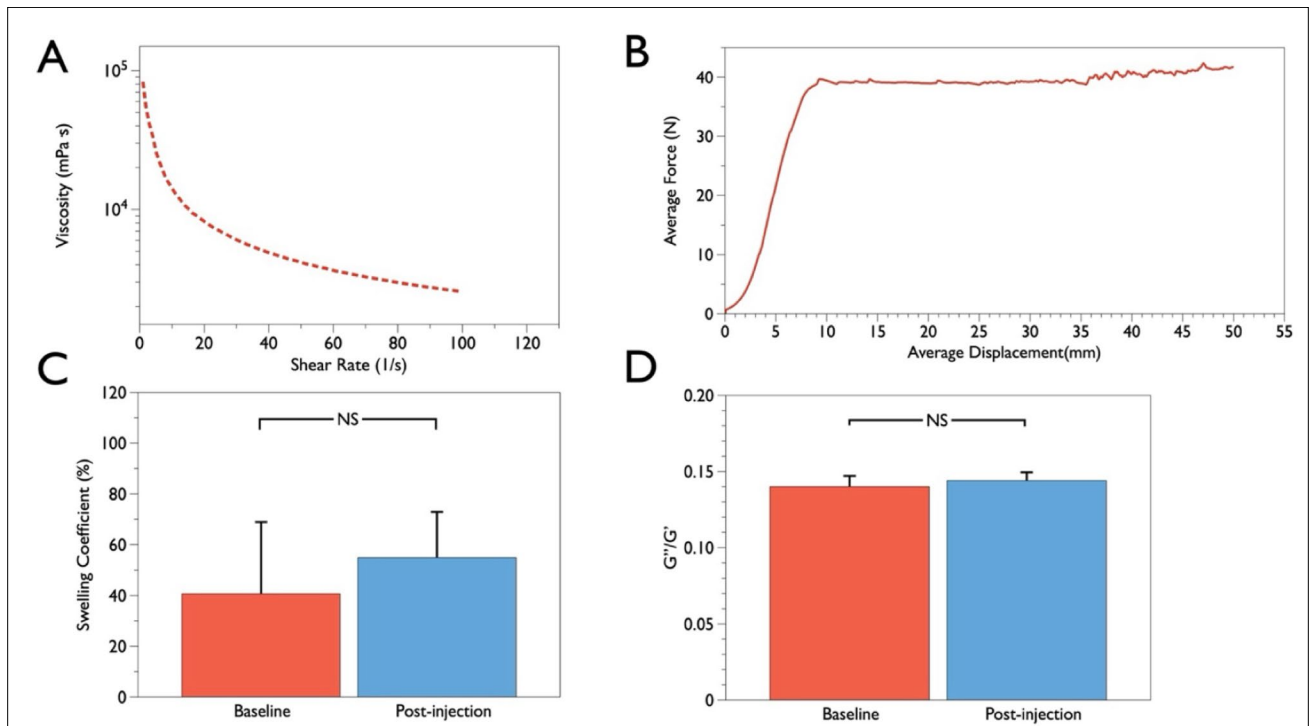 A
Viscosity (mPa·s)
10⁵
10⁴
0 20 40 60 80 100 120
Shear Rate (1/s)
B
Average Force (N)
40
30
20
10
0
0 5 10 15 20 25 30 35 40 45 50 55
Average Displacement(mm)
C
Swelling Coefficient (%)
120
100
80
60
40
20
0
NS
Baseline Post-injection
D
G"/G'
0.20
0.15
0.10
0.05
0
NS
Baseline Post-injection